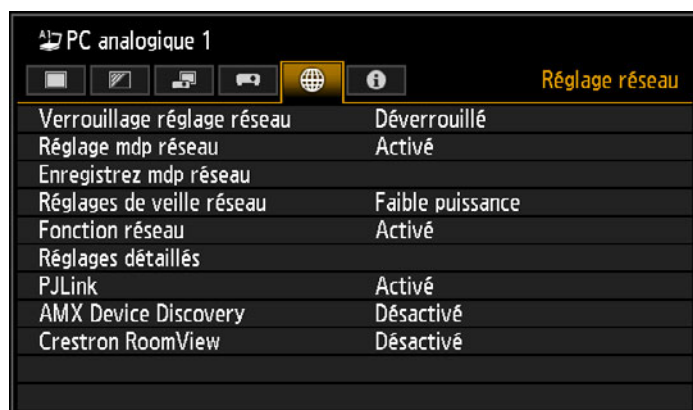 PC analogique 1
Réglage réseau
Verrouillage réglage réseau Déverrouillé
Réglage mdp réseau Activé
Enregistrez mdp réseau
Réglages de veille réseau Faible puissance
Fonction réseau Activé
Réglages détaillés
PJLink Activé
AMX Device Discovery Désactivé
Crestron RoomView Désactivé